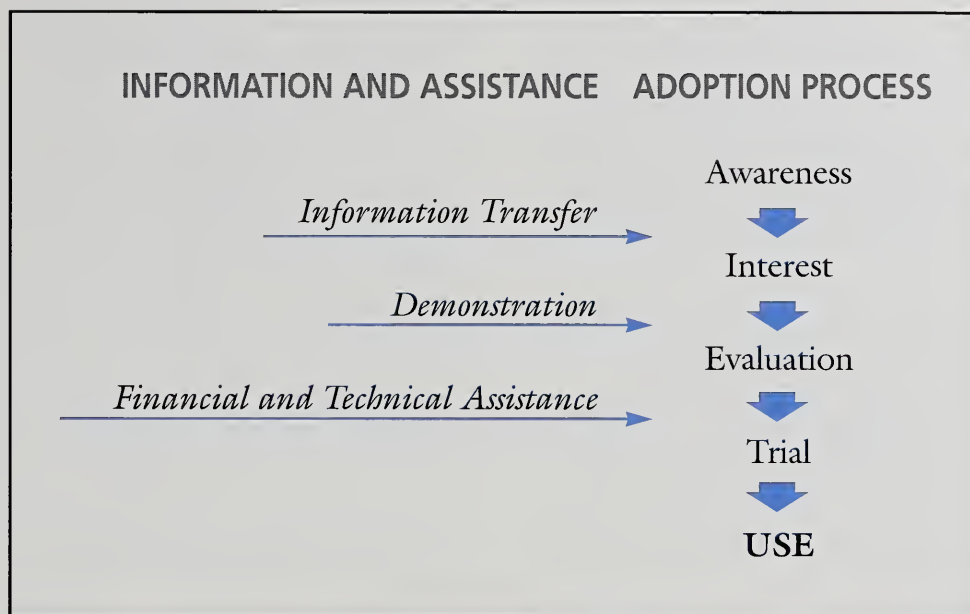 INFORMATION AND ASSISTANCE ADOPTION PROCESS
Awareness
Information Transfer
Interest
Demonstration
Evaluation
Financial and Technical Assistance
Trial
USE